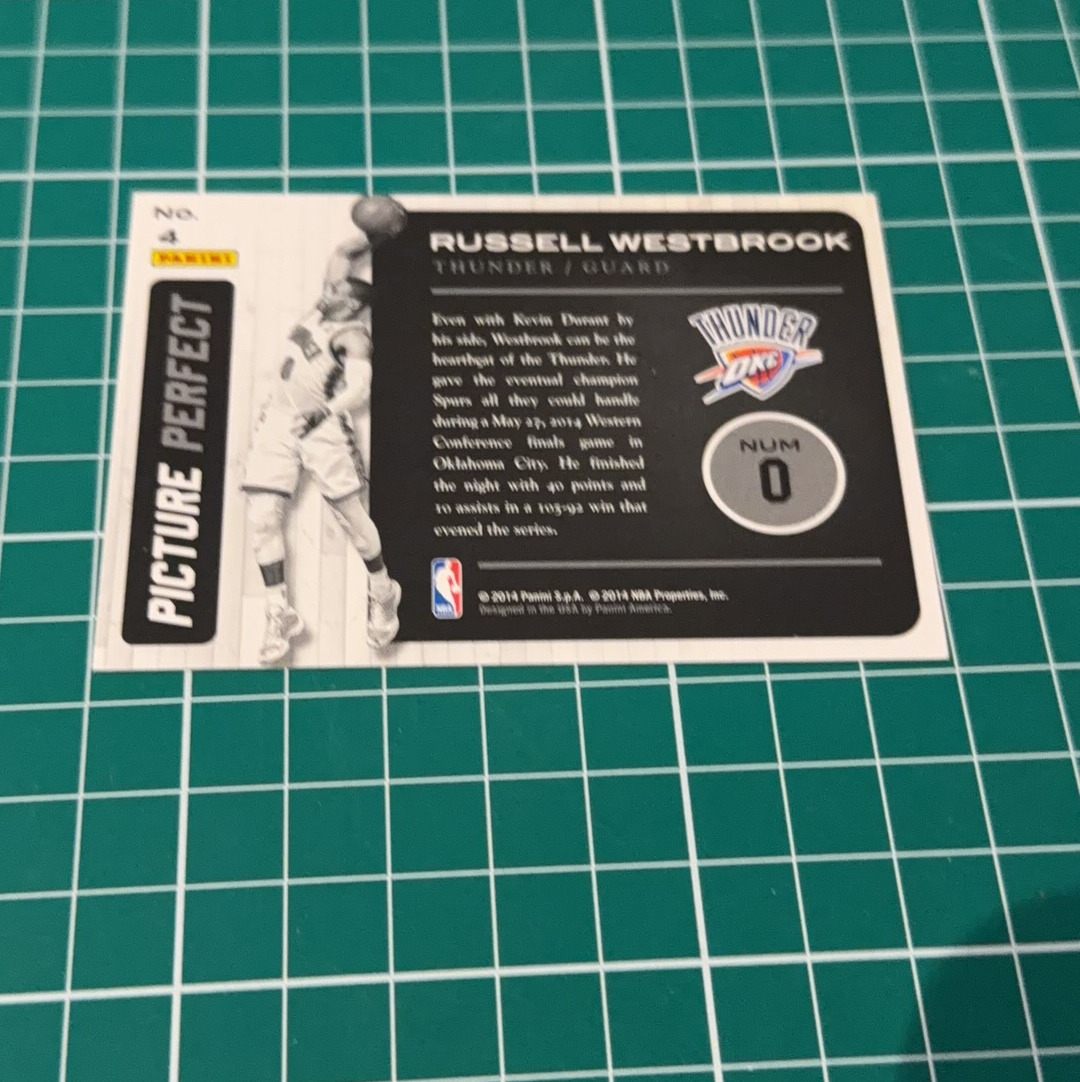 No.
4
PANINI
PICTURE PERFECT
RUSSELL WESTBROOK
THUNDER / GUARD
Even with Kevin Durant by
his side, Westbrook can be the
heartbeat of the Thunder. He
gave the eventual champion
Spurs all they could handle
during a May 27, 2014 Western
Conference finals game in
Oklahoma City. He finished
the night with 40 points and
10 assists in a 105-92 win that
evened the series.
THUNDER
OKC
NUM
0
NBA
© 2014 Panini S.p.A. © 2014 NBA Properties, Inc.
Designed in the USA by Panini America.